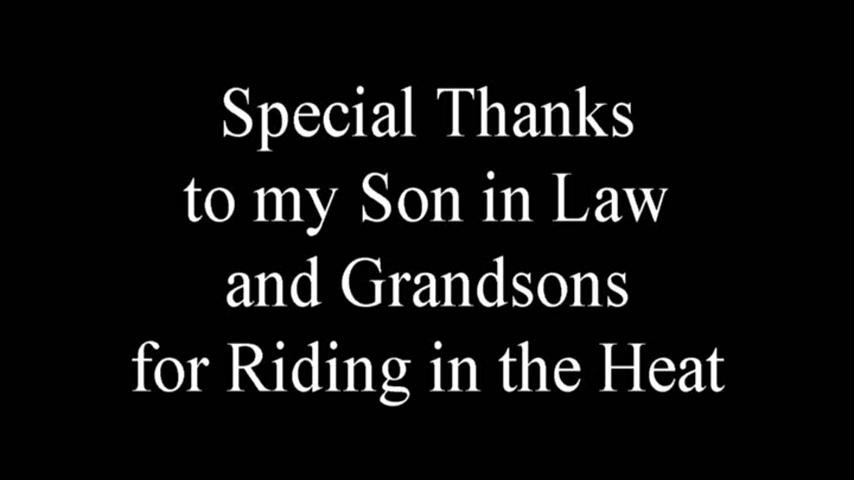 Special Thanks
to my Son in Law
and Grandsons
for Riding in the Heat